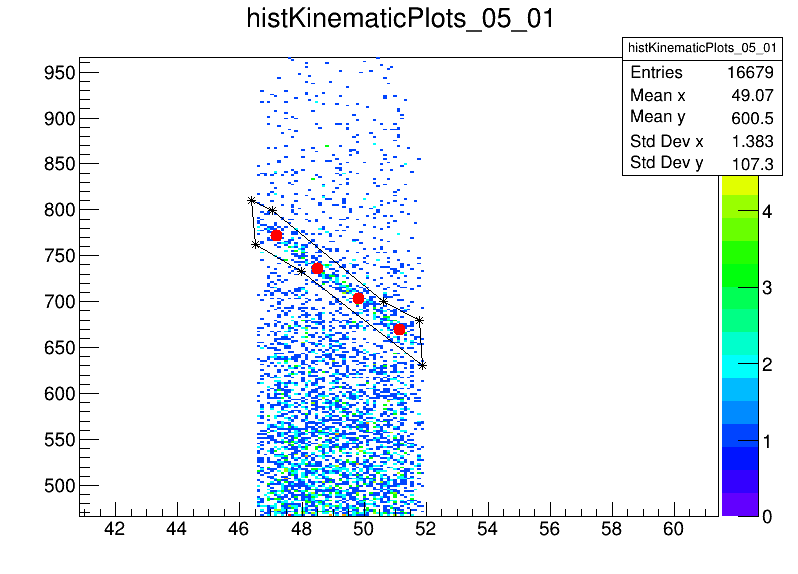 histKinematicPlots_05_01
histKinematicPlots_05_01
Entries 16679
Mean x 49.07
Mean y 600.5
Std Dev x 1.383
Std Dev y 107.3
950
900
850
800
750
700
650
600
550
500
42 44 46 48 50 52 54 56 58 60
4
3
2
1
0